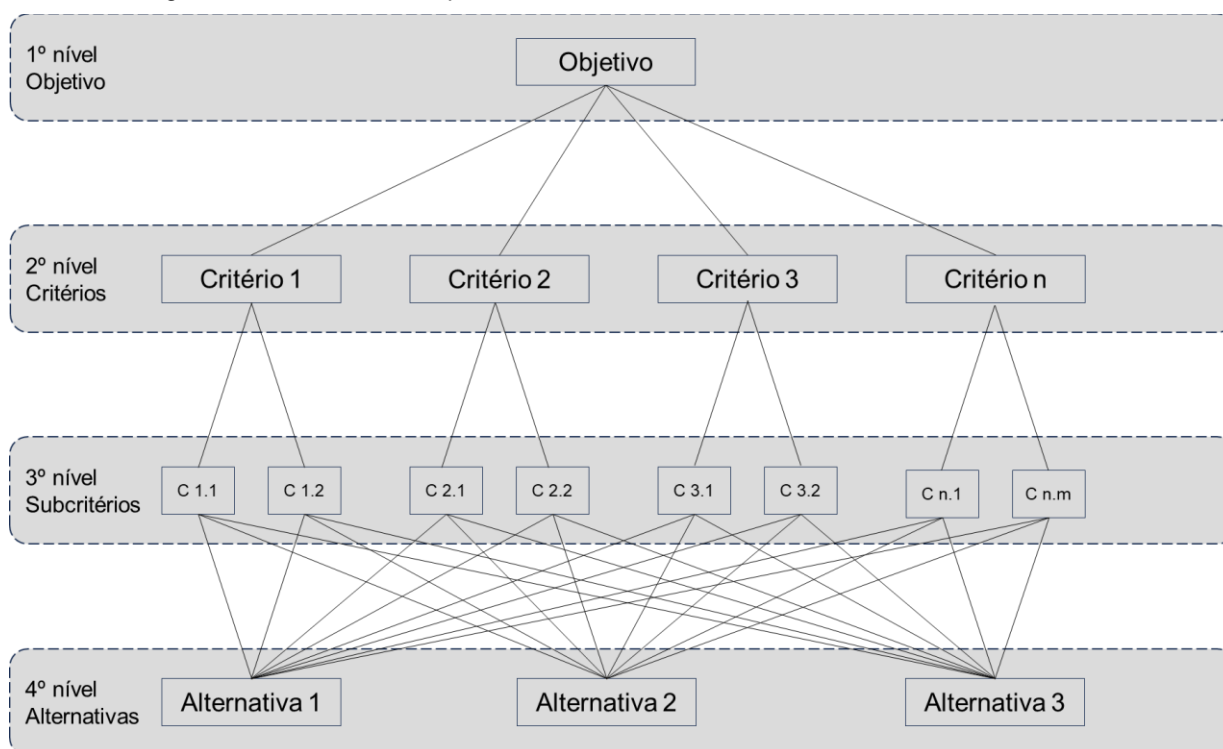 1º nível
Objetivo
Objetivo
2º nível
Critérios
Critério 1
Critério 2
Critério 3
Critério n
3º nível
Subcritérios
C 1.1
C 1.2
C 2.1
C 2.2
C 3.1
C 3.2
C n.1
C n.m
4º nível
Alternativas
Alternativa 1
Alternativa 2
Alternativa 3